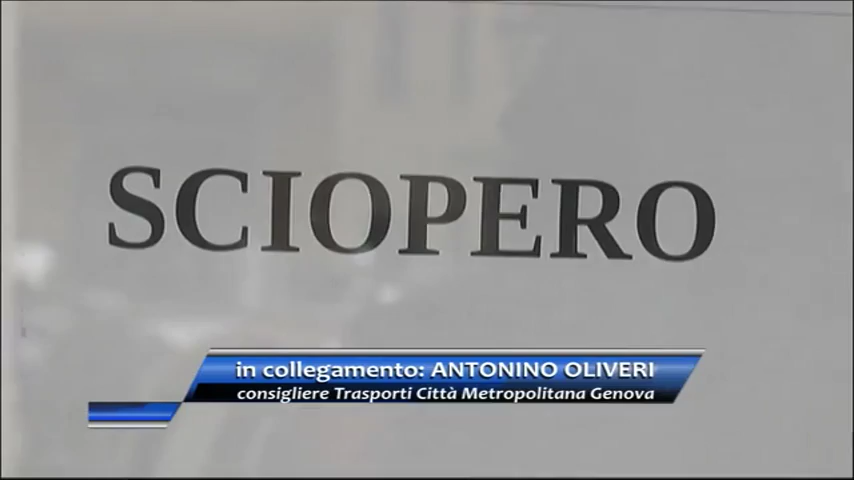 SCIOPERO
in collegamento: ANTONINO OLIVERI
consigliere Trasporti Città Metropolitana Genova